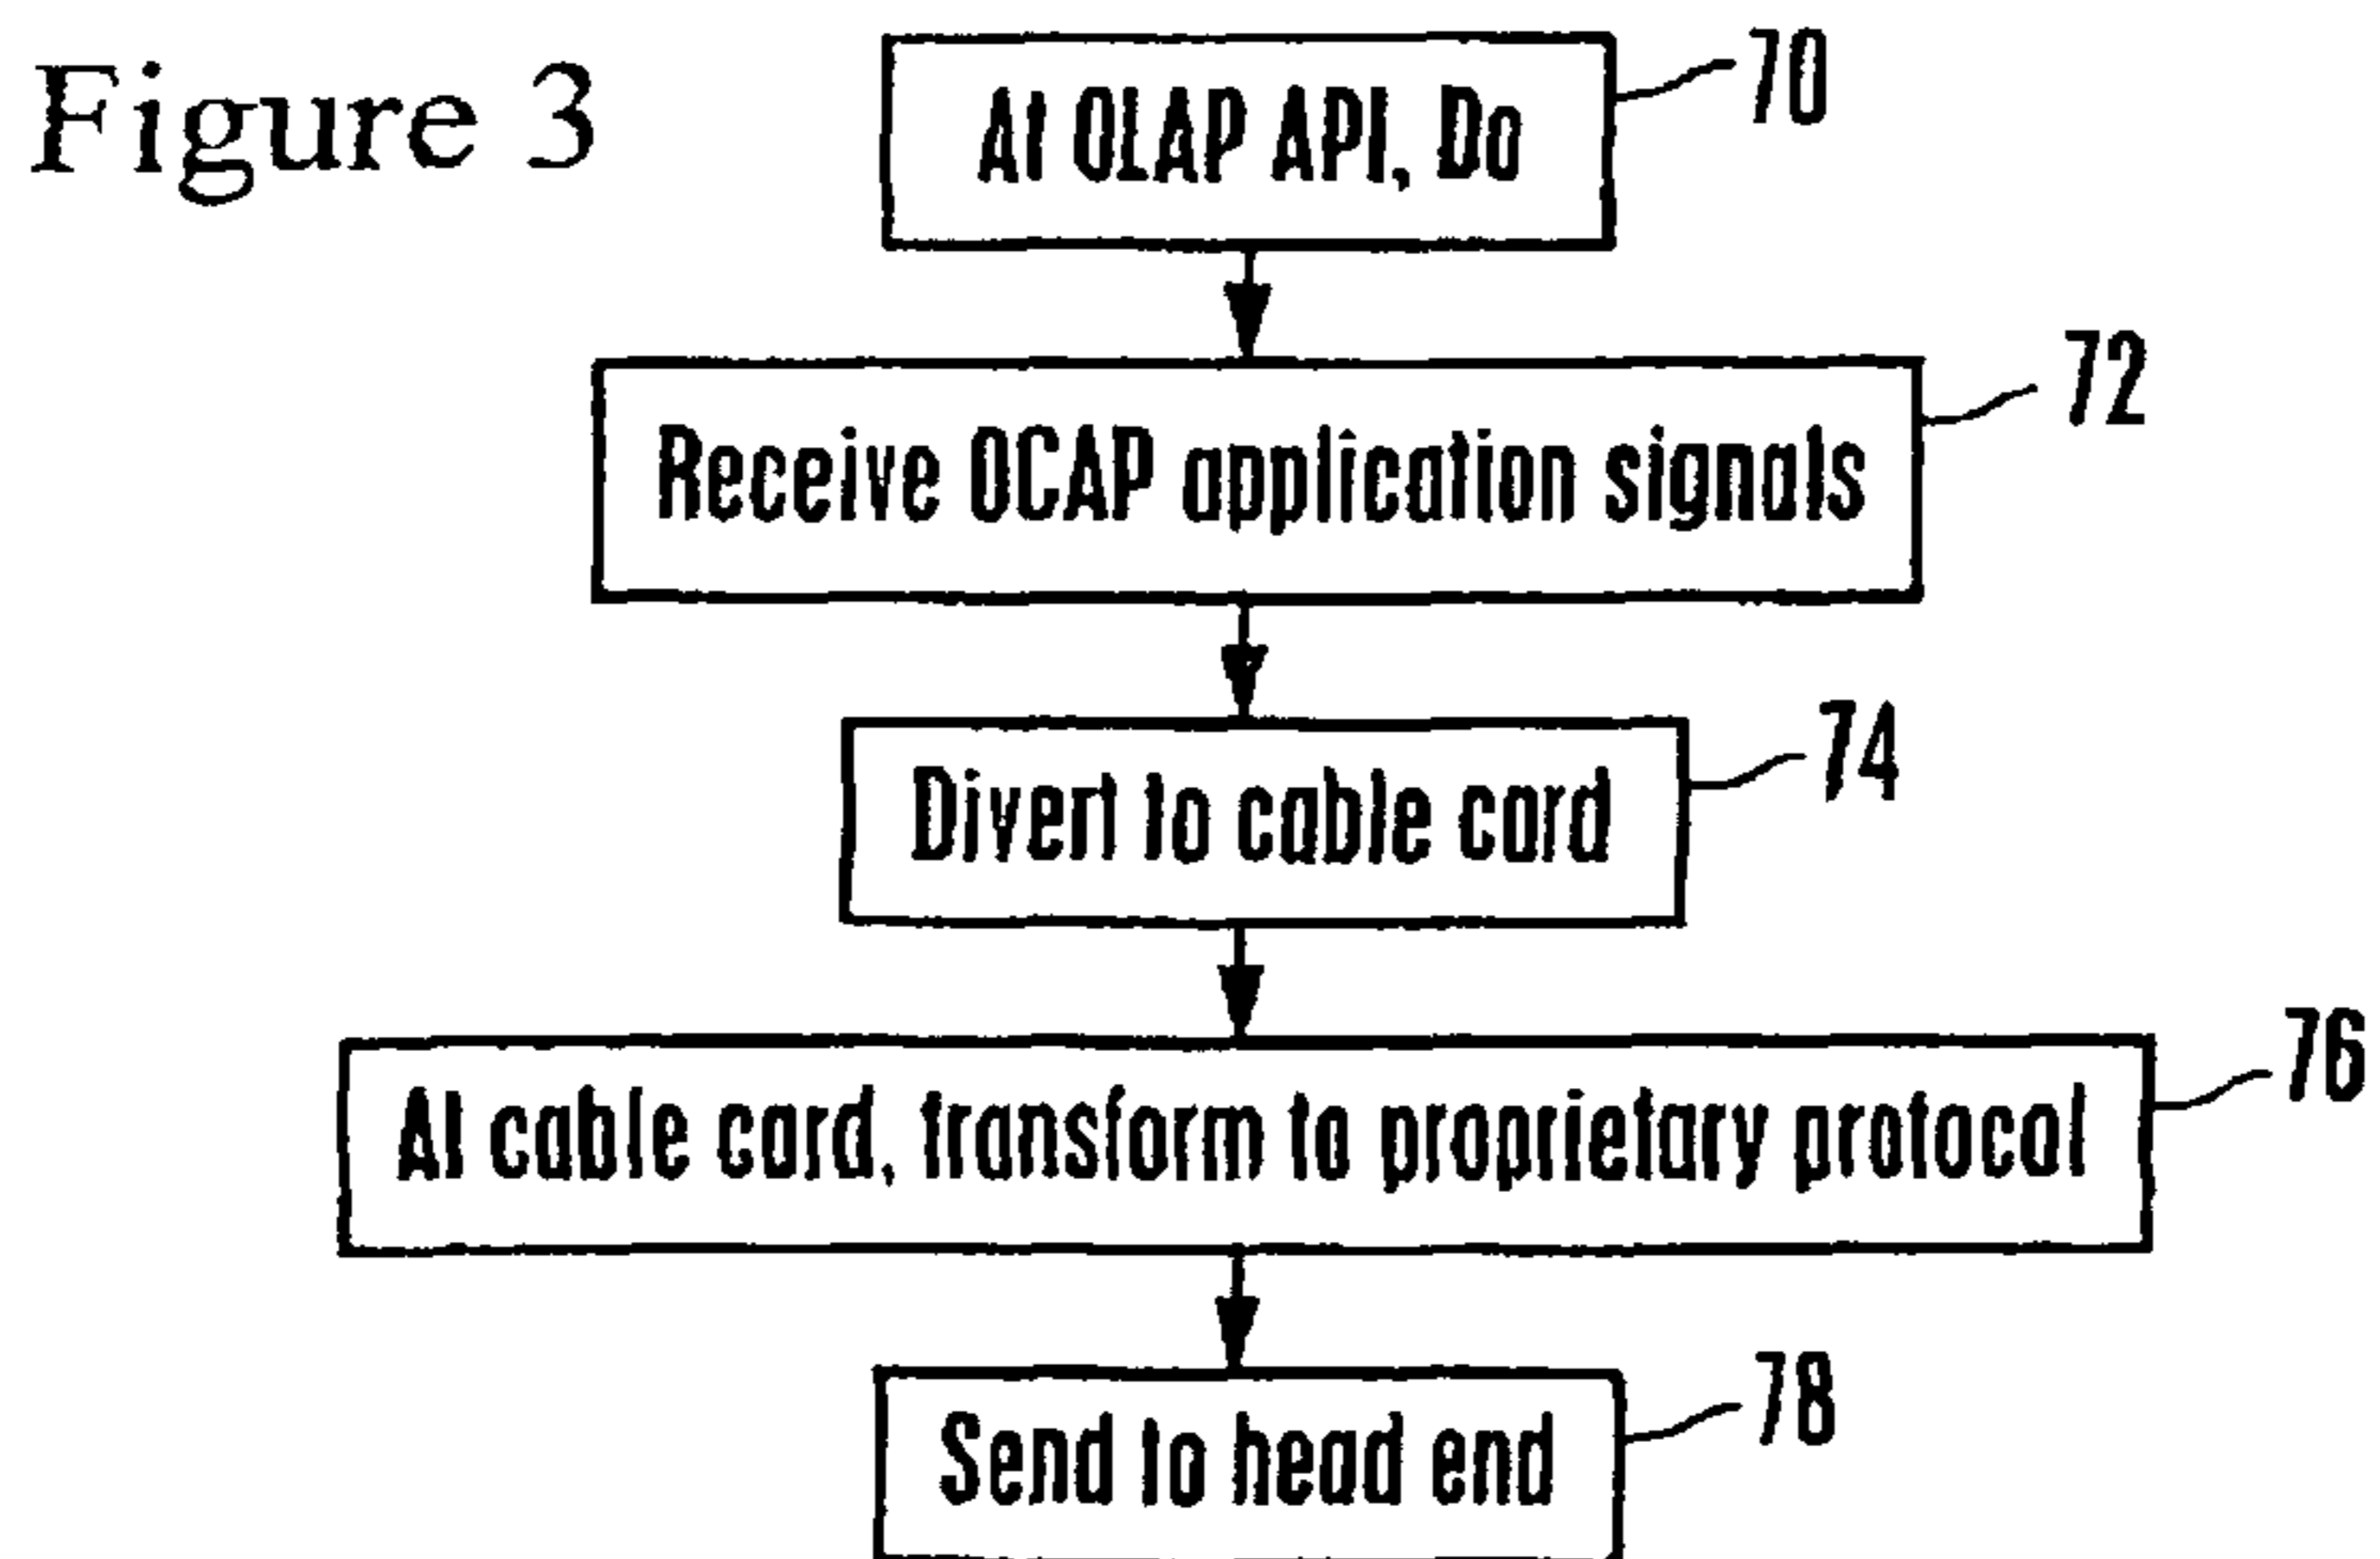 Figure 3
At OLAP API, Do
70
Receive OCAP application signals
72
Divert to cable card
74
At cable card, transform to proprietary protocol
76
Send to head end
78